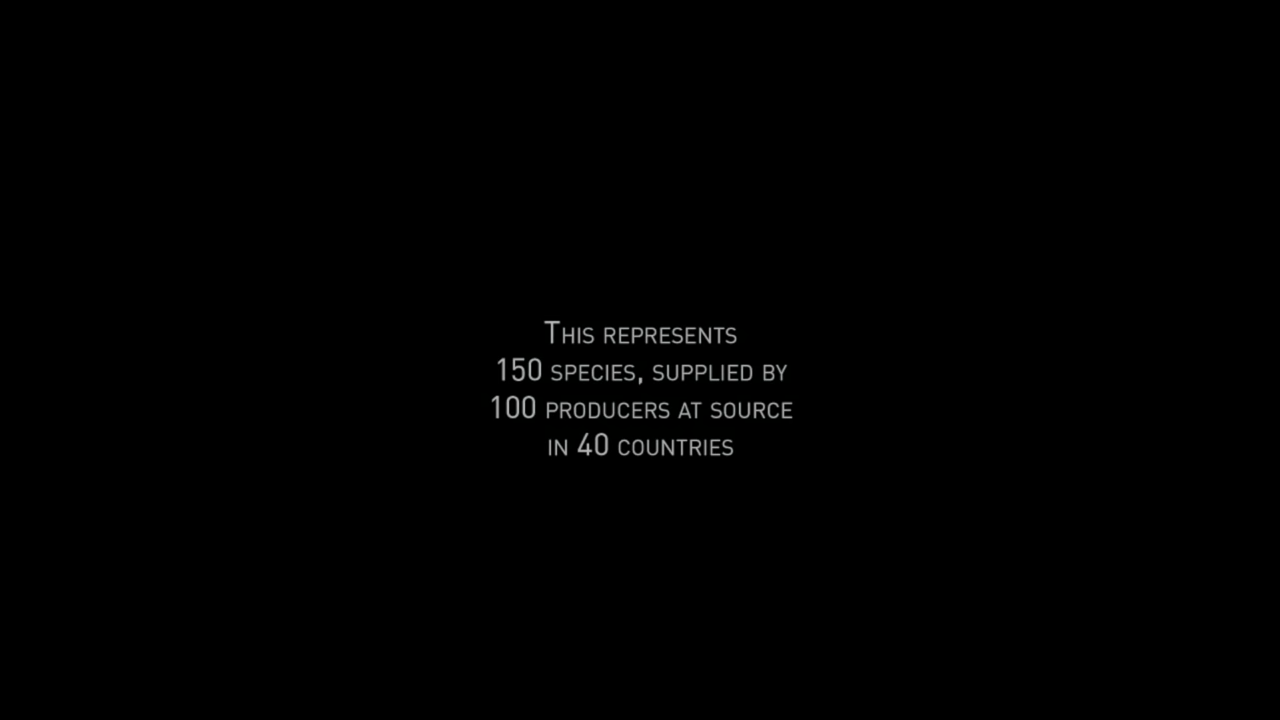 This represents
150 species, supplied by
100 producers at source
in 40 countries